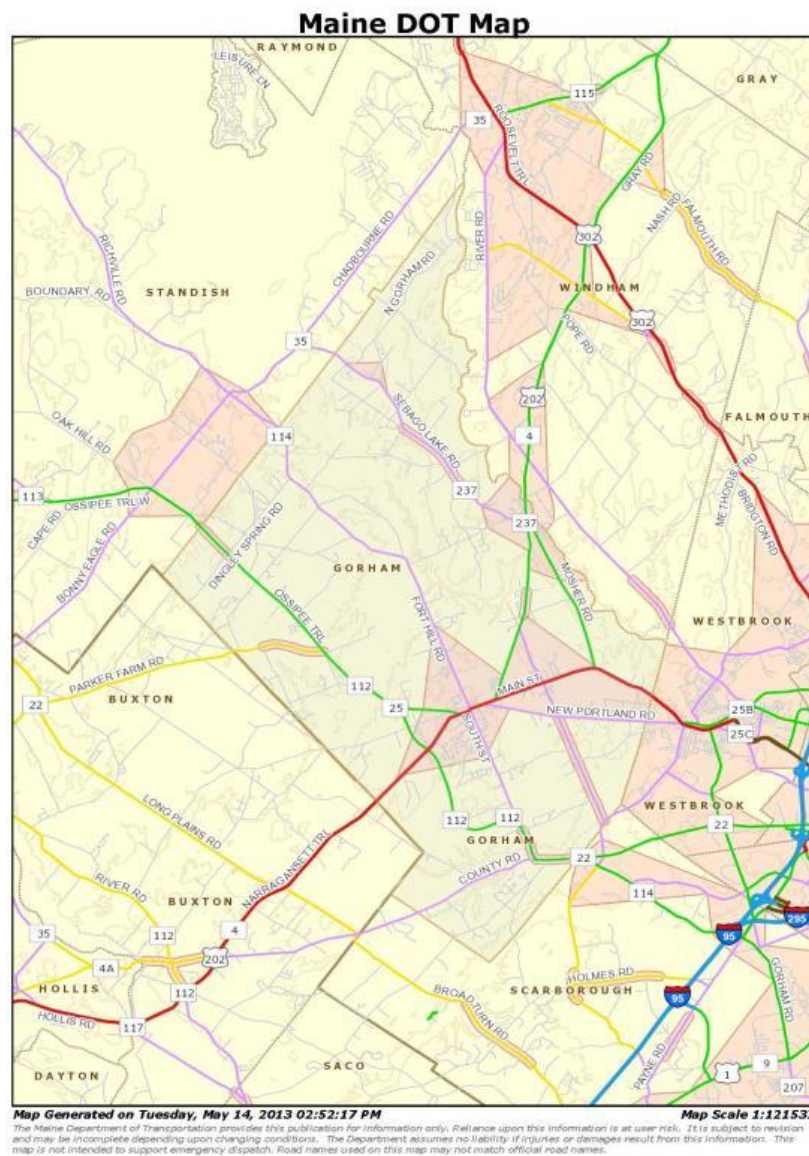 Maine DOT Map
RAYMOND
LEISURE LN
GRAY
115
35
ROOSEVELT TRL
GRAY RD
CHADBOURNE RD
RIVER RD
NASH RD
FALMOUTH RD
RICHVILLE RD
302
N GORHAM RD
BOUNDARY RD
STANDISH
WINDHAM
302
POPE RD
35
202
SEBAGO LAKE RD
FALMOUTH
OAK HILL RD
114
4
METHODIST RD
BRIDGTON RD
237
113
OSSIPEE TRL W
237
CAPE RD
DINGLEY SPRING RD
BONNY EAGLE RD
GORHAM
MOSHER RD
OSSIPEE TRL
FORT HILL RD
WESTBROOK
PARKER FARM RD
112
MAIN ST
22
BUXTON
25
NEW PORTLAND RD
25B
SOUTH ST
25C
WESTBROOK
LONG PLAINS RD
112
112
22
GORHAM
NARRAGANSETT TRL
COUNTY RD
22
RIVER RD
114
BUXTON
35
112
4
295
95
202
4A
HOLMES RD
GORHAM RD
HOLLIS
112
SCARBOROUGH
95
BROAD TURN RD
HOLLIS RD
117
PAYNE RD
SACO
9
DAYTON
1
207
Map Generated on Tuesday, May 14, 2013 02:52:17 PM
Map Scale 1:121533
The Maine Department of Transportation provides this publication for information only. Reliance upon this information is at user risk. It is subject to revision
and may be incomplete depending upon changing conditions. The Department assumes no liability if injuries or damages result from this information. This
map is not intended to support emergency dispatch. Road names used on this map may not match official road names.